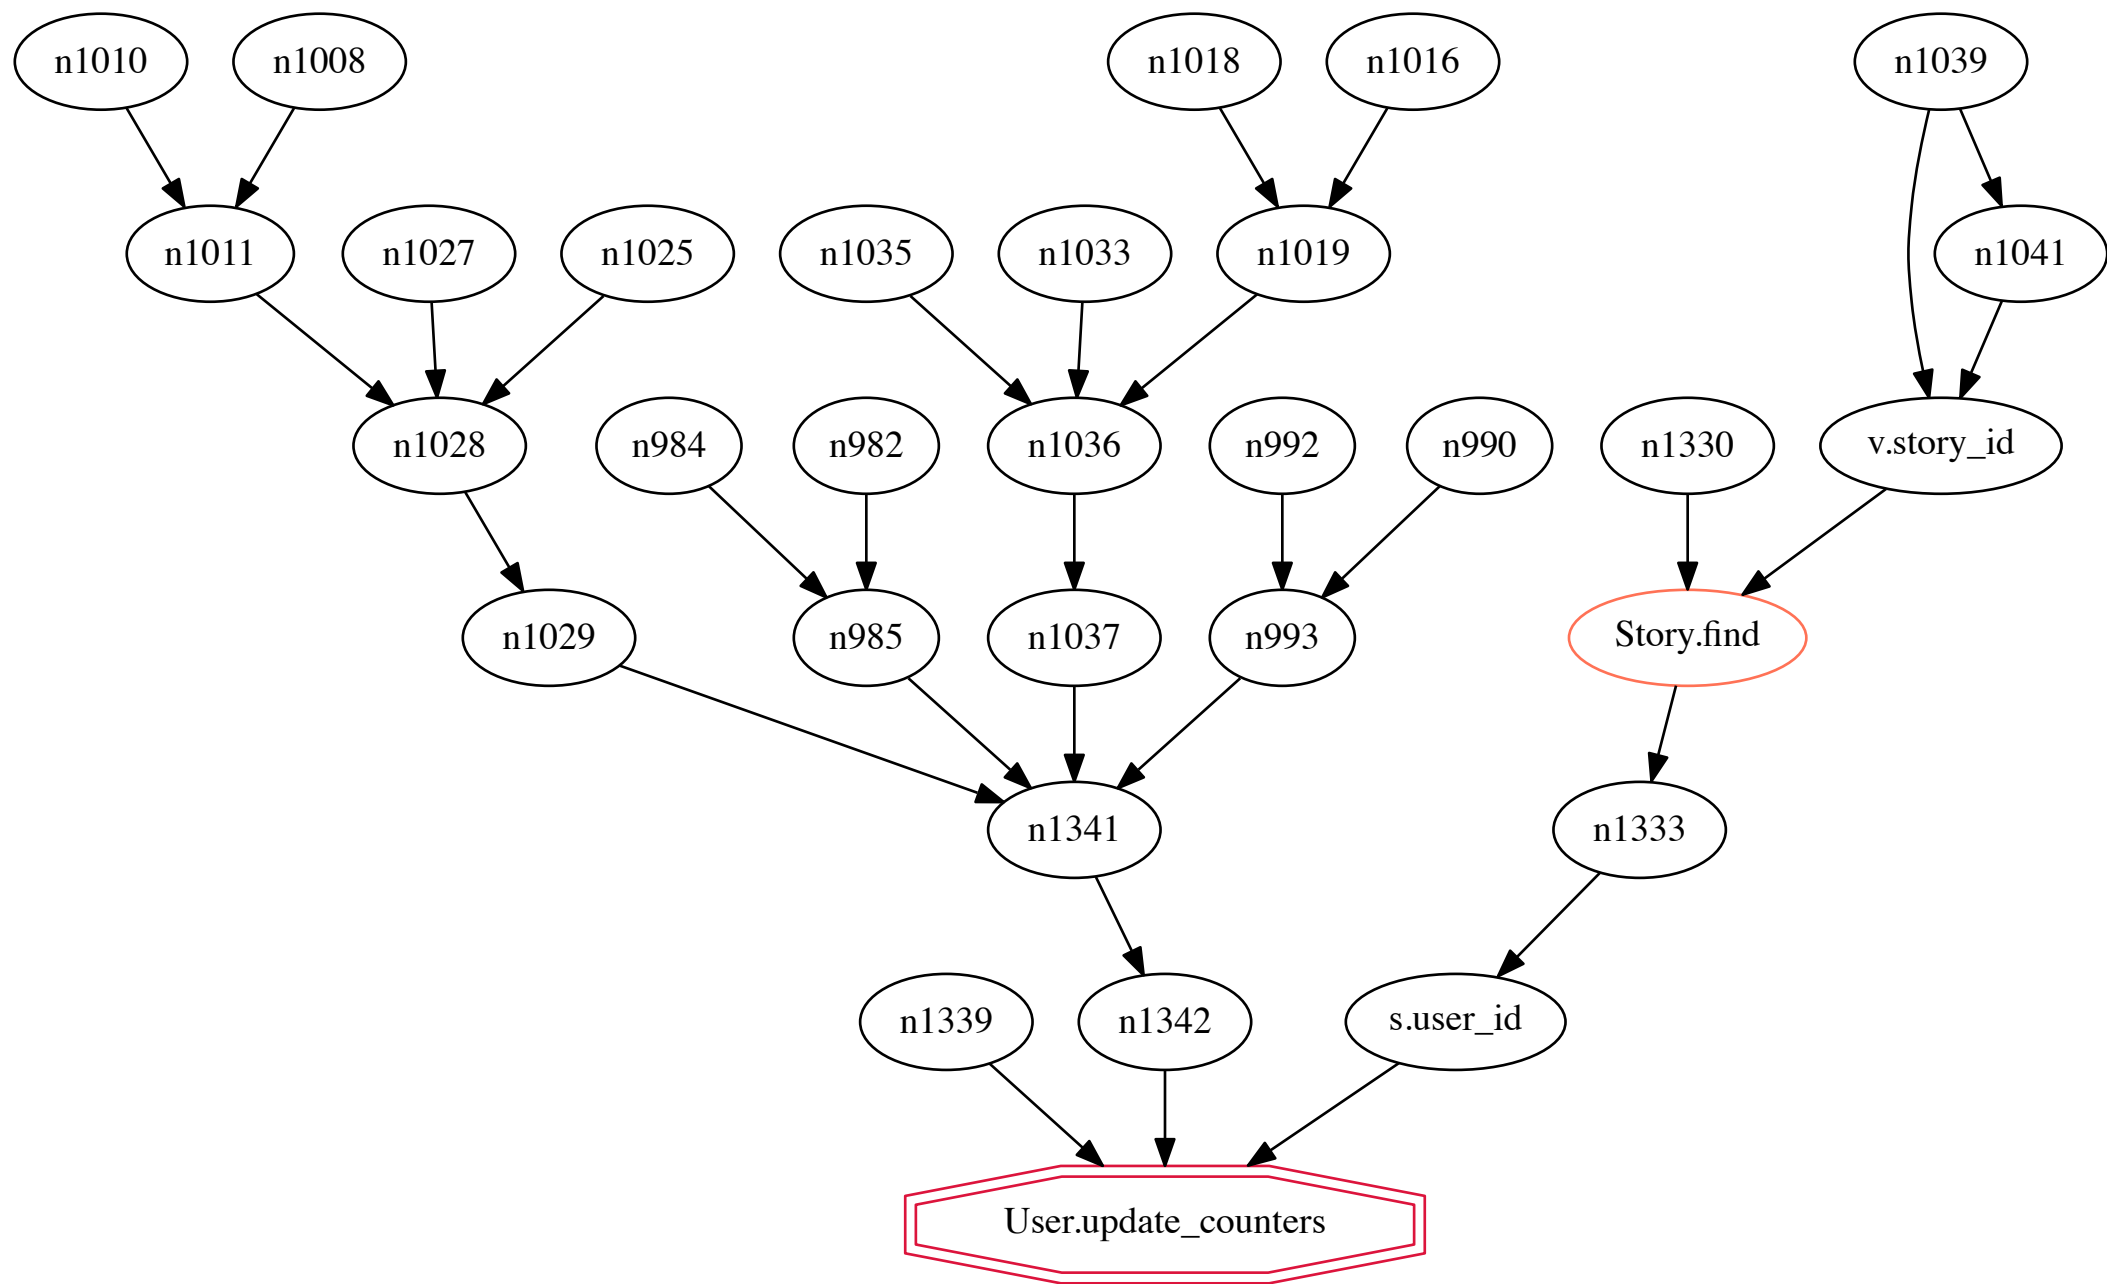 n1010
n1008
n1018
n1016
n1039
n1011
n1027
n1025
n1035
n1033
n1019
n1041
n1028
n984
n982
n1036
n992
n990
n1330
v.story_id
n1029
n985
n1037
n993
Story.find
n1341
n1333
n1339
n1342
s.user_id
User.update_counters